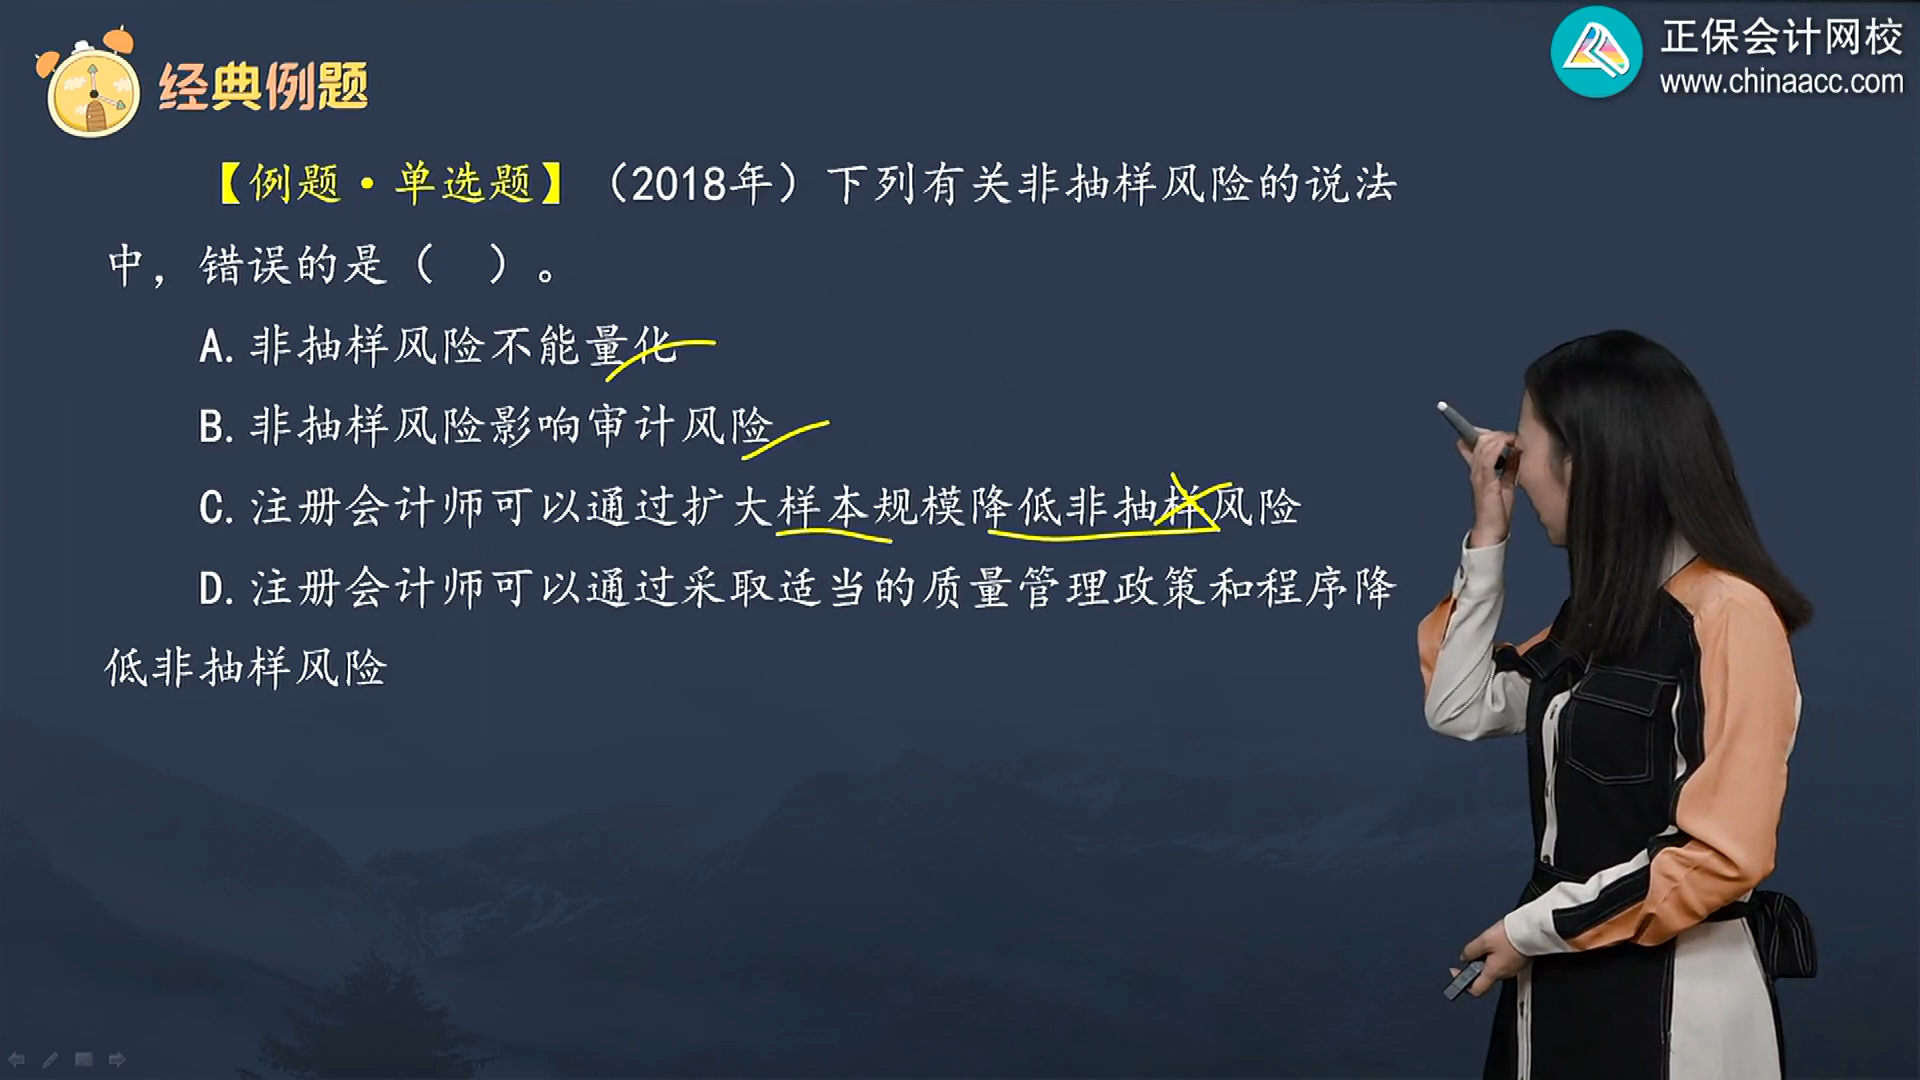 正保会计网校
www.chinaacc.com
经典例题
【例题·单选题】（2018年）下列有关非抽样风险的说法
中，错误的是（ ）。
A.非抽样风险不能量化
B.非抽样风险影响审计风险
C.注册会计师可以通过扩大样本规模降低非抽样风险
D.注册会计师可以通过采取适当的质量管理政策和程序降
低非抽样风险